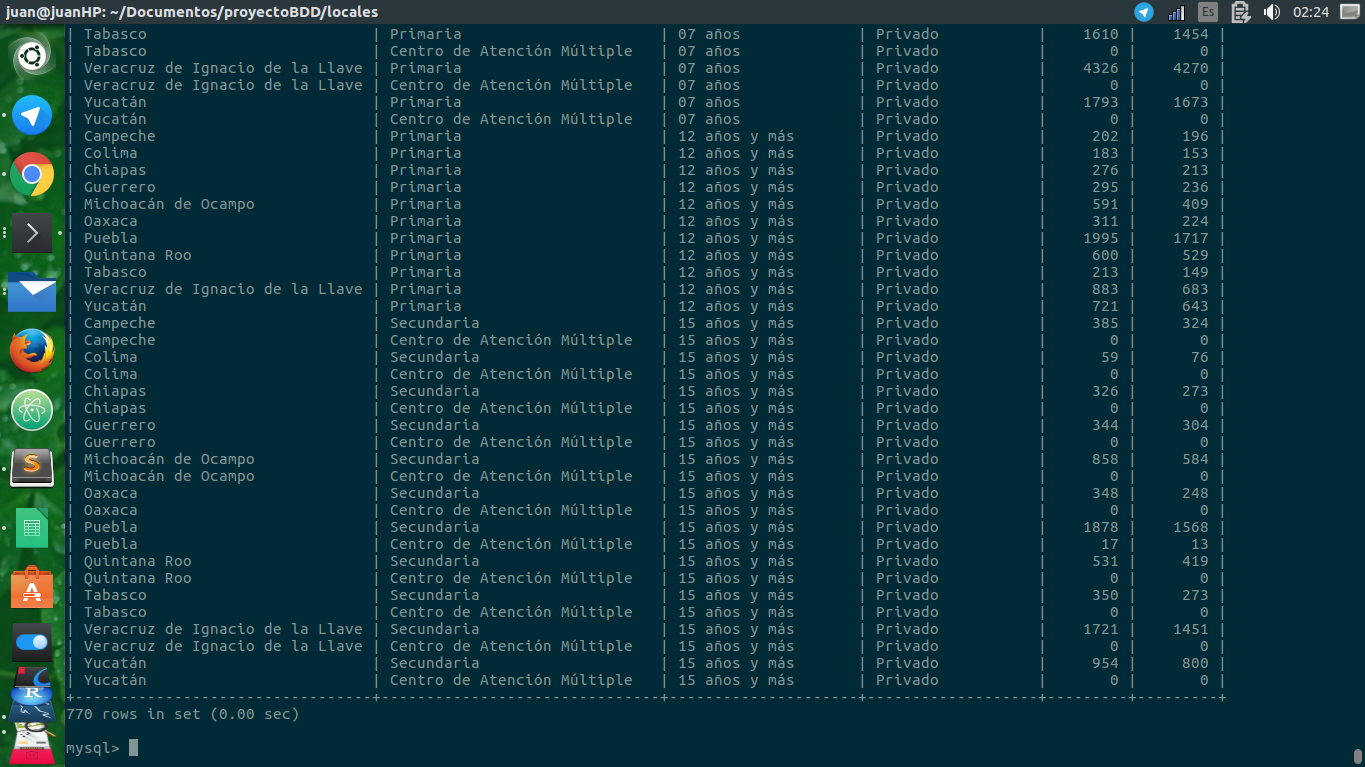 juan@juanHP: ~/Documentos/proyectoBDD/locales Es 02:24
| Tabasco | Primaria | 07 años | Privado | 1610 | 1454 |
| Tabasco | Centro de Atención Múltiple | 07 años | Privado | 0 | 0 |
| Veracruz de Ignacio de la Llave | Primaria | 07 años | Privado | 4326 | 4270 |
| Veracruz de Ignacio de la Llave | Centro de Atención Múltiple | 07 años | Privado | 0 | 0 |
| Yucatán | Primaria | 07 años | Privado | 1793 | 1673 |
| Yucatán | Centro de Atención Múltiple | 07 años | Privado | 0 | 0 |
| Campeche | Primaria | 12 años y más | Privado | 202 | 196 |
| Colima | Primaria | 12 años y más | Privado | 183 | 153 |
| Chiapas | Primaria | 12 años y más | Privado | 276 | 213 |
| Guerrero | Primaria | 12 años y más | Privado | 295 | 236 |
| Michoacán de Ocampo | Primaria | 12 años y más | Privado | 591 | 409 |
| Oaxaca | Primaria | 12 años y más | Privado | 311 | 224 |
| Puebla | Primaria | 12 años y más | Privado | 1995 | 1717 |
| Quintana Roo | Primaria | 12 años y más | Privado | 600 | 529 |
| Tabasco | Primaria | 12 años y más | Privado | 213 | 149 |
| Veracruz de Ignacio de la Llave | Primaria | 12 años y más | Privado | 883 | 683 |
| Yucatán | Primaria | 12 años y más | Privado | 721 | 643 |
| Campeche | Secundaria | 15 años y más | Privado | 385 | 324 |
| Campeche | Centro de Atención Múltiple | 15 años y más | Privado | 0 | 0 |
| Colima | Secundaria | 15 años y más | Privado | 59 | 76 |
| Colima | Centro de Atención Múltiple | 15 años y más | Privado | 0 | 0 |
| Chiapas | Secundaria | 15 años y más | Privado | 326 | 273 |
| Chiapas | Centro de Atención Múltiple | 15 años y más | Privado | 0 | 0 |
| Guerrero | Secundaria | 15 años y más | Privado | 344 | 304 |
| Guerrero | Centro de Atención Múltiple | 15 años y más | Privado | 0 | 0 |
| Michoacán de Ocampo | Secundaria | 15 años y más | Privado | 858 | 584 |
| Michoacán de Ocampo | Centro de Atención Múltiple | 15 años y más | Privado | 0 | 0 |
| Oaxaca | Secundaria | 15 años y más | Privado | 348 | 248 |
| Oaxaca | Centro de Atención Múltiple | 15 años y más | Privado | 0 | 0 |
| Puebla | Secundaria | 15 años y más | Privado | 1878 | 1568 |
| Puebla | Centro de Atención Múltiple | 15 años y más | Privado | 17 | 13 |
| Quintana Roo | Secundaria | 15 años y más | Privado | 531 | 419 |
| Quintana Roo | Centro de Atención Múltiple | 15 años y más | Privado | 0 | 0 |
| Tabasco | Secundaria | 15 años y más | Privado | 350 | 273 |
| Tabasco | Centro de Atención Múltiple | 15 años y más | Privado | 0 | 0 |
| Veracruz de Ignacio de la Llave | Secundaria | 15 años y más | Privado | 1721 | 1451 |
| Veracruz de Ignacio de la Llave | Centro de Atención Múltiple | 15 años y más | Privado | 0 | 0 |
| Yucatán | Secundaria | 15 años y más | Privado | 954 | 800 |
| Yucatán | Centro de Atención Múltiple | 15 años y más | Privado | 0 | 0 |
+---------------------------------+-------------------------------+---------------------+-------------------+---------+---------+
770 rows in set (0.00 sec)
mysql>